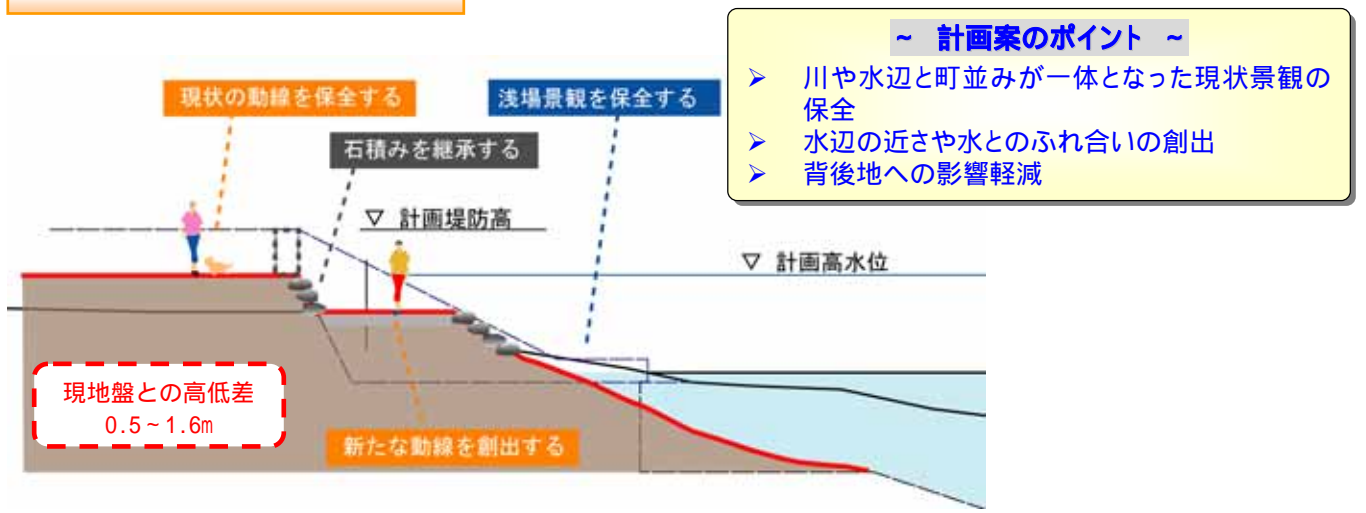 ~ 計画案のポイント ~
➢ 川や水辺と町並みが一体となった現状景観の
保全
➢ 水辺の近さや水とのふれ合いの創出
➢ 背後地への影響軽減
現状の動線を保全する
浅場景観を保全する
石積みを継承する
▽ 計画堤防高
▽ 計画高水位
現地盤との高低差
0.5~1.6m
新たな動線を創出する